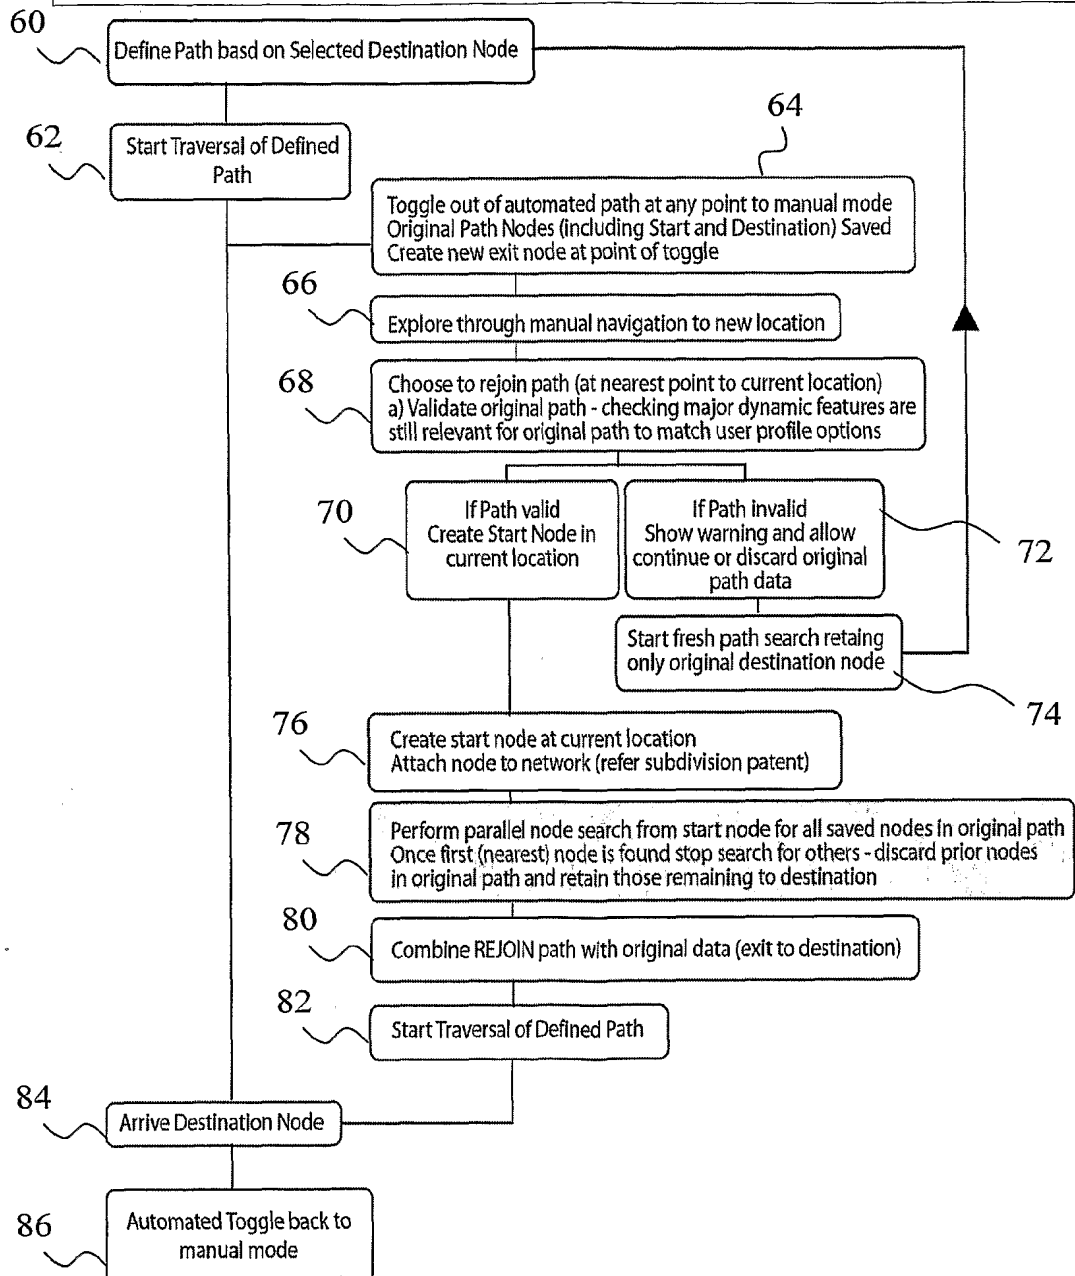 60
Define Path basd on Selected Destination Node
62
Start Traversal of Defined
Path
64
Toggle out of automated path at any point to manual mode
Original Path Nodes (including Start and Destination) Saved
Create new exit node at point of toggle
66
Explore through manual navigation to new location
68
Choose to rejoin path (at nearest point to current location)
a) Validate original path - checking major dynamic features are
still relevant for original path to match user profile options
70
If Path valid
Create Start Node in
current location
If Path invalid
Show warning and allow
continue or discard original
path data
72
Start fresh path search retaing
only original destination node
74
76
Create start node at current location
Attach node to network (refer subdivision patent)
78
Perform parallel node search from start node for all saved nodes in original path
Once first (nearest) node is found stop search for others - discard prior nodes
in original path and retain those remaining to destination
80
Combine REJOIN path with original data (exit to destination)
82
Start Traversal of Defined Path
84
Arrive Destination Node
86
Automated Toggle back to
manual mode